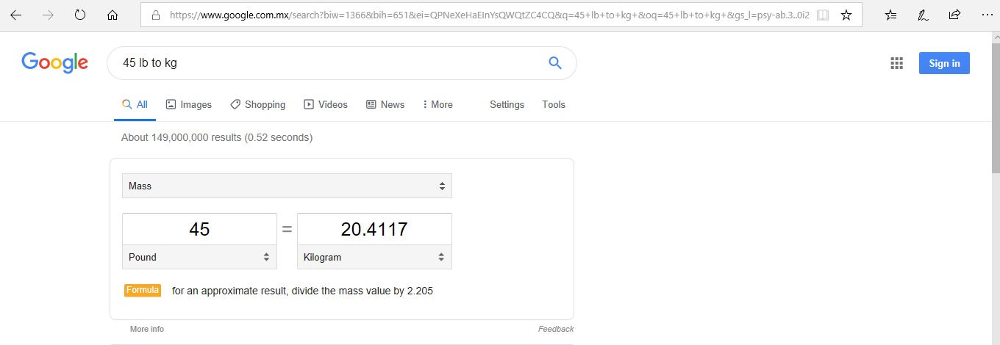 https://www.google.com.mx/search?biw=1366&bih=651&ei=QPNeXeHaEInYsQWQtZC4CQ&q=45+lb+to+kg+&oq=45+lb+to+kg+&gs_l=psy-ab.3..0i2
Google
45 lb to kg
Sign in
All Images Shopping Videos News More Settings Tools
About 149,000,000 results (0.52 seconds)
Mass
45 = 20.4117
Pound Kilogram
Formula for an approximate result, divide the mass value by 2.205
More info Feedback